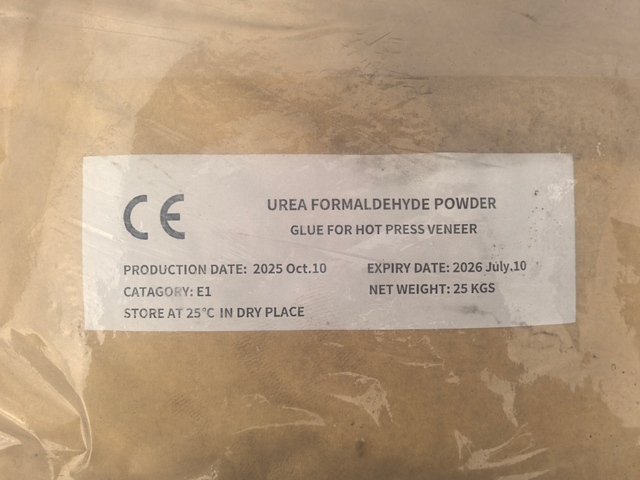 CE
UREA FORMALDEHYDE POWDER
GLUE FOR HOT PRESS VENEER
PRODUCTION DATE: 2025 Oct.10 EXPIRY DATE: 2026 July.10
CATAGORY: E1 NET WEIGHT: 25 KGS
STORE AT 25℃ IN DRY PLACE